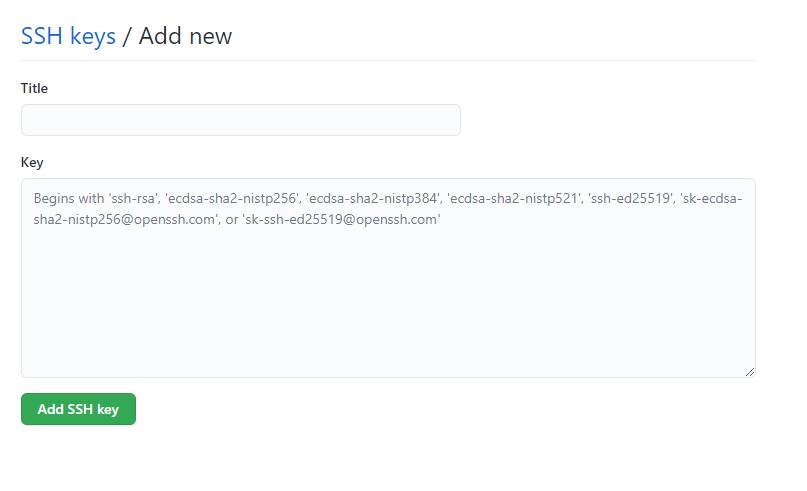 SSH keys / Add new
Title
Key
Begins with 'ssh-rsa', 'ecdsa-sha2-nistp256', 'ecdsa-sha2-nistp384', 'ecdsa-sha2-nistp521', 'ssh-ed25519', 'sk-ecdsa-
sha2-nistp256@openssh.com', or 'sk-ssh-ed25519@openssh.com'
Add SSH key